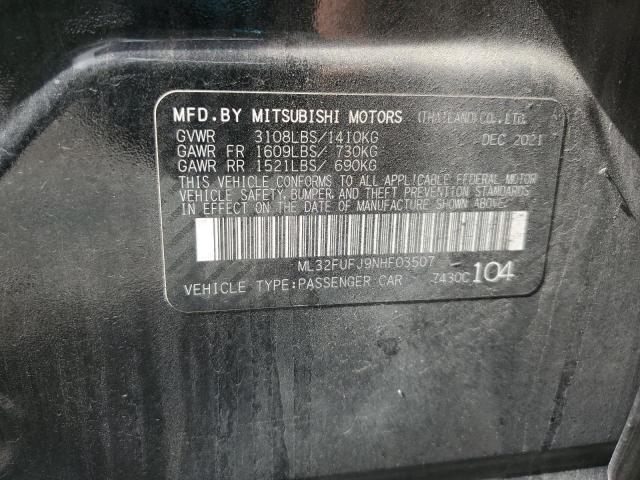 MFD.BY MITSUBISHI MOTORS (THAILAND) CO., LTD.
GVWR 3108LBS/1410KG DEC 2021
GAWR FR 1609LBS/ 730KG
GAWR RR 1521LBS/ 690KG
THIS VEHICLE CONFORMS TO ALL APPLICABLE FEDERAL MOTOR
VEHICLE SAFETY, BUMPER, AND THEFT PREVENTION STANDARDS
IN EFFECT ON THE DATE OF MANUFACTURE SHOWN ABOVE.
ML32FUFJ9NHF03507
VEHICLE TYPE:PASSENGER CAR 7430C 104